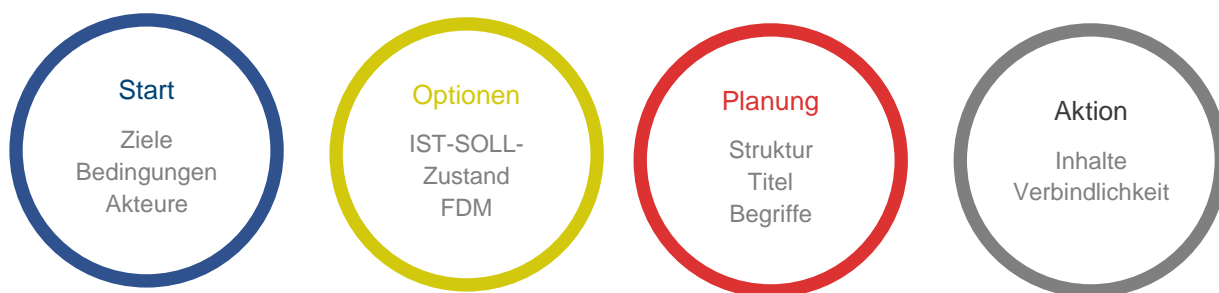 Start
Ziele
Bedingungen
Akteure
Optionen
IST-SOLL-
Zustand
FDM
Planung
Struktur
Titel
Begriffe
Aktion
Inhalte
Verbindlichkeit